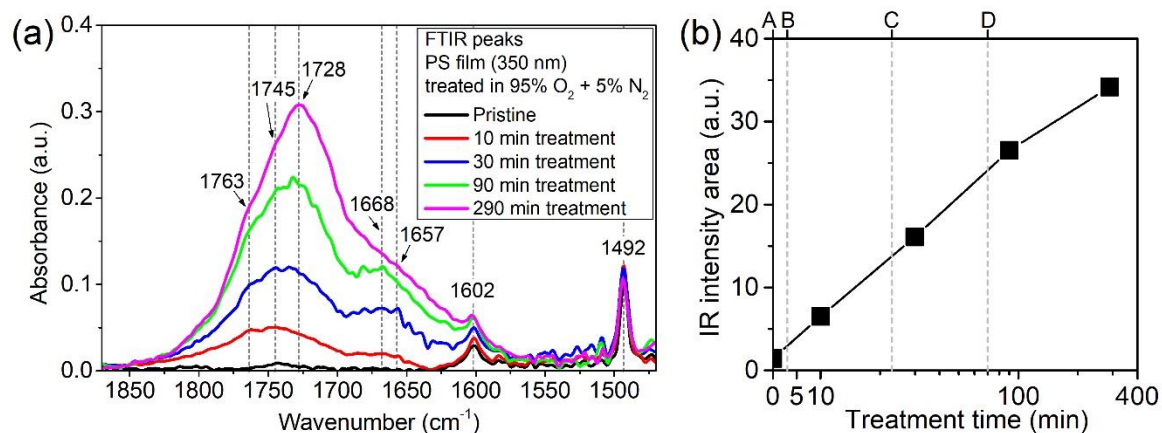 (a)
FTIR peaks
PS film (350 nm)
treated in 95% O₂ + 5% N₂
Pristine
10 min treatment
30 min treatment
90 min treatment
290 min treatment
1763
1745
1728
1668
1657
1602
1492
0.4
0.3
0.2
0.1
0.0
Absorbance (a.u.)
1850 1800 1750 1700 1650 1600 1550 1500
Wavenumber (cm⁻¹)
(b)
A B C D
40
30
20
10
0
IR intensity area (a.u.)
0 5 10 100 400
Treatment time (min)